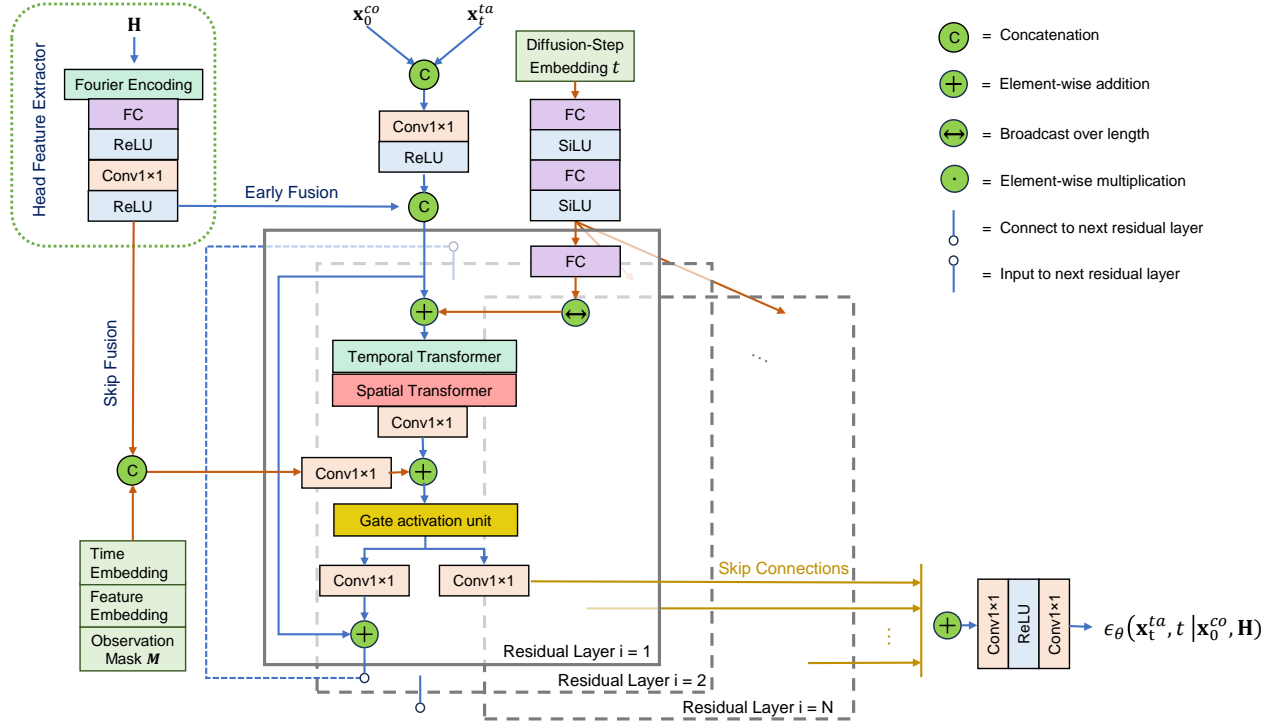 Head Feature Extractor
H
Fourier Encoding
FC
ReLU
Conv1×1
ReLU
Early Fusion
Skip Fusion
C
Time
Embedding
Feature
Embedding
Observation
Mask M
x_0^{co}
x_t^{ta}
C
Conv1×1
ReLU
C
Diffusion-Step
Embedding t
FC
SiLU
FC
SiLU
FC
Temporal Transformer
Spatial Transformer
Conv1×1
Conv1×1
Gate activation unit
Conv1×1
Conv1×1
Residual Layer i = 1
Residual Layer i = 2
Residual Layer i = N
...
Skip Connections
...
Conv1×1
ReLU
Conv1×1
ϵ_θ(x_t^{ta}, t |x_0^{co}, H)
C = Concatenation
+ = Element-wise addition
↔ = Broadcast over length
· = Element-wise multiplication
= Connect to next residual layer
= Input to next residual layer